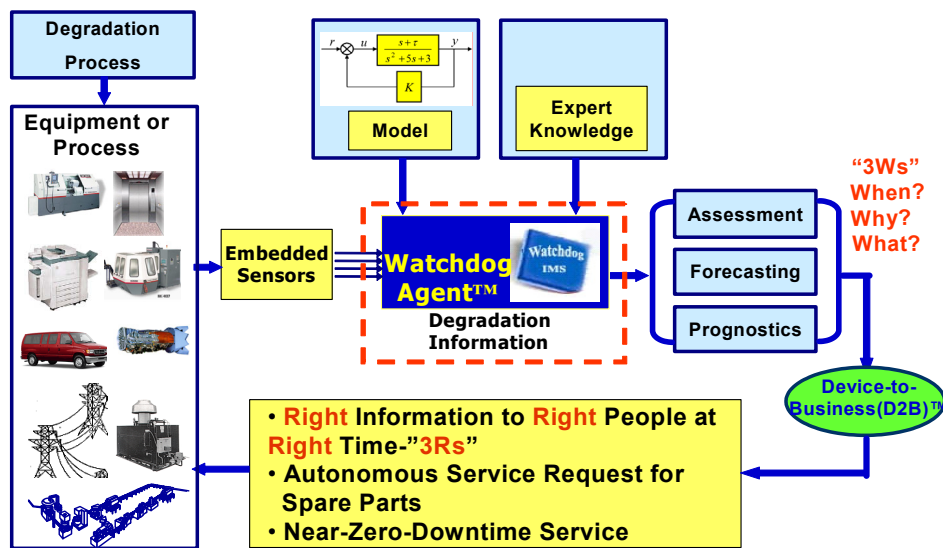 Degradation
Process
Equipment or
Process
r
u
s + τ
y
s² + 5s + 3
K
Model
Expert
Knowledge
Embedded
Sensors
Watchdog
Agent™
Watchdog
IMS
Degradation
Information
Assessment
Forecasting
Prognostics
“3Ws”
When?
Why?
What?
Device-to-
Business(D2B)™
• Right Information to Right People at
Right Time-”3Rs”
• Autonomous Service Request for
Spare Parts
• Near-Zero-Downtime Service